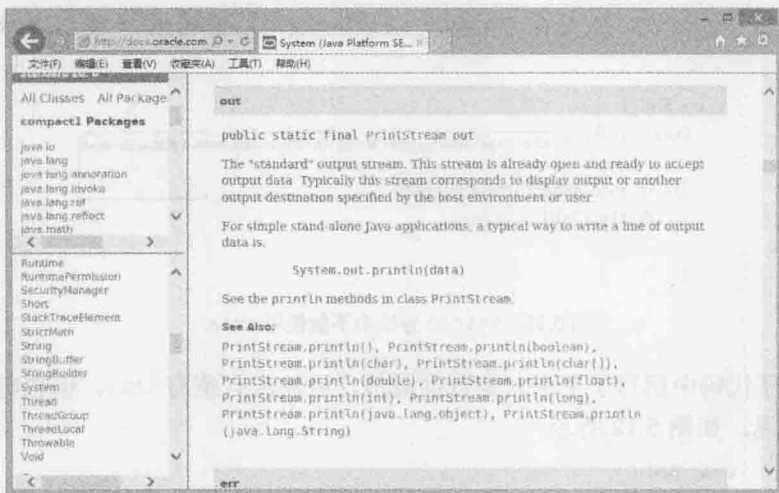 http://docs.oracle.com
System (Java Platform SE...
文件(F) 编辑(E) 查看(V) 收藏夹(A) 工具(T) 帮助(H)
All Classes All Package
compact1 Packages
java.io
java.lang
java.lang.annotation
java.lang.invoke
java.lang.ref
java.lang.reflect
java.math
Runtime
RuntimePermission
SecurityManager
Short
StackTraceElement
StrictMath
String
StringBuffer
StringBuilder
System
Thread
ThreadGroup
ThreadLocal
Throwable
Void
out
public static final PrintStream out
The "standard" output stream. This stream is already open and ready to accept
output data. Typically this stream corresponds to display output or another
output destination specified by the host environment or user.
For simple stand-alone Java applications, a typical way to write a line of output
data is:
System.out.println(data)
See the println methods in class PrintStream.
See Also:
PrintStream.println(), PrintStream.println(boolean),
PrintStream.println(char), PrintStream.println(char[]),
PrintStream.println(double), PrintStream.println(float),
PrintStream.println(int), PrintStream.println(long),
PrintStream.println(java.lang.Object), PrintStream.println
(java.lang.String)
err